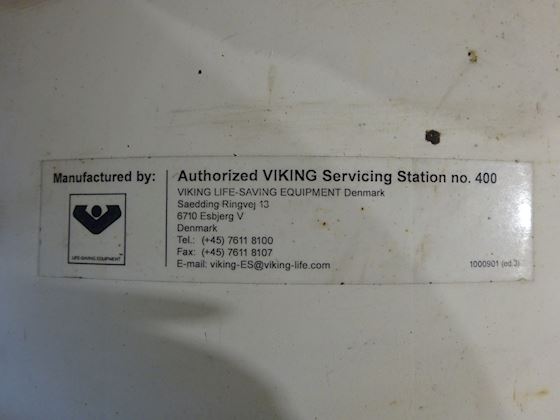 Manufactured by:
LIFE-SAVING EQUIPMENT
Authorized VIKING Servicing Station no. 400
VIKING LIFE-SAVING EQUIPMENT Denmark
Saedding Ringvej 13
6710 Esbjerg V
Denmark
Tel.: (+45) 7611 8100
Fax: (+45) 7611 8107
E-mail: viking-ES@viking-life.com
1000901 (ed.3)